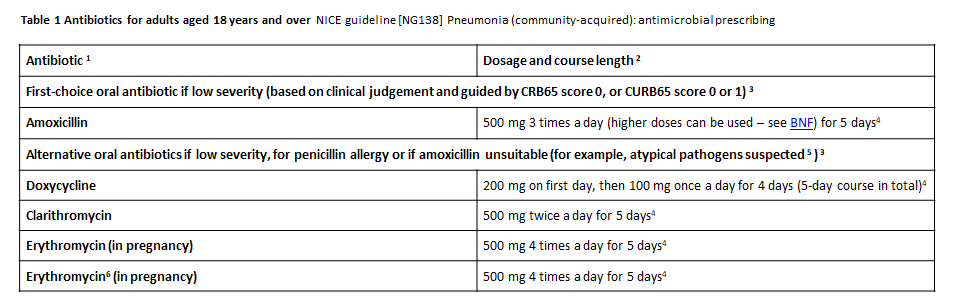 Table 1 Antibiotics for adults aged 18 years and over NICE guideline [NG138] Pneumonia (community-acquired): antimicrobial prescribing
Antibiotic ¹ Dosage and course length ²
First-choice oral antibiotic if low severity (based on clinical judgement and guided by CRB65 score 0, or CURB65 score 0 or 1) ³
Amoxicillin 500 mg 3 times a day (higher doses can be used – see BNF) for 5 days⁴
Alternative oral antibiotics if low severity, for penicillin allergy or if amoxicillin unsuitable (for example, atypical pathogens suspected ⁵ ) ³
Doxycycline 200 mg on first day, then 100 mg once a day for 4 days (5-day course in total)⁴
Clarithromycin 500 mg twice a day for 5 days⁴
Erythromycin (in pregnancy) 500 mg 4 times a day for 5 days⁴
Erythromycin⁶ (in pregnancy) 500 mg 4 times a day for 5 days⁴